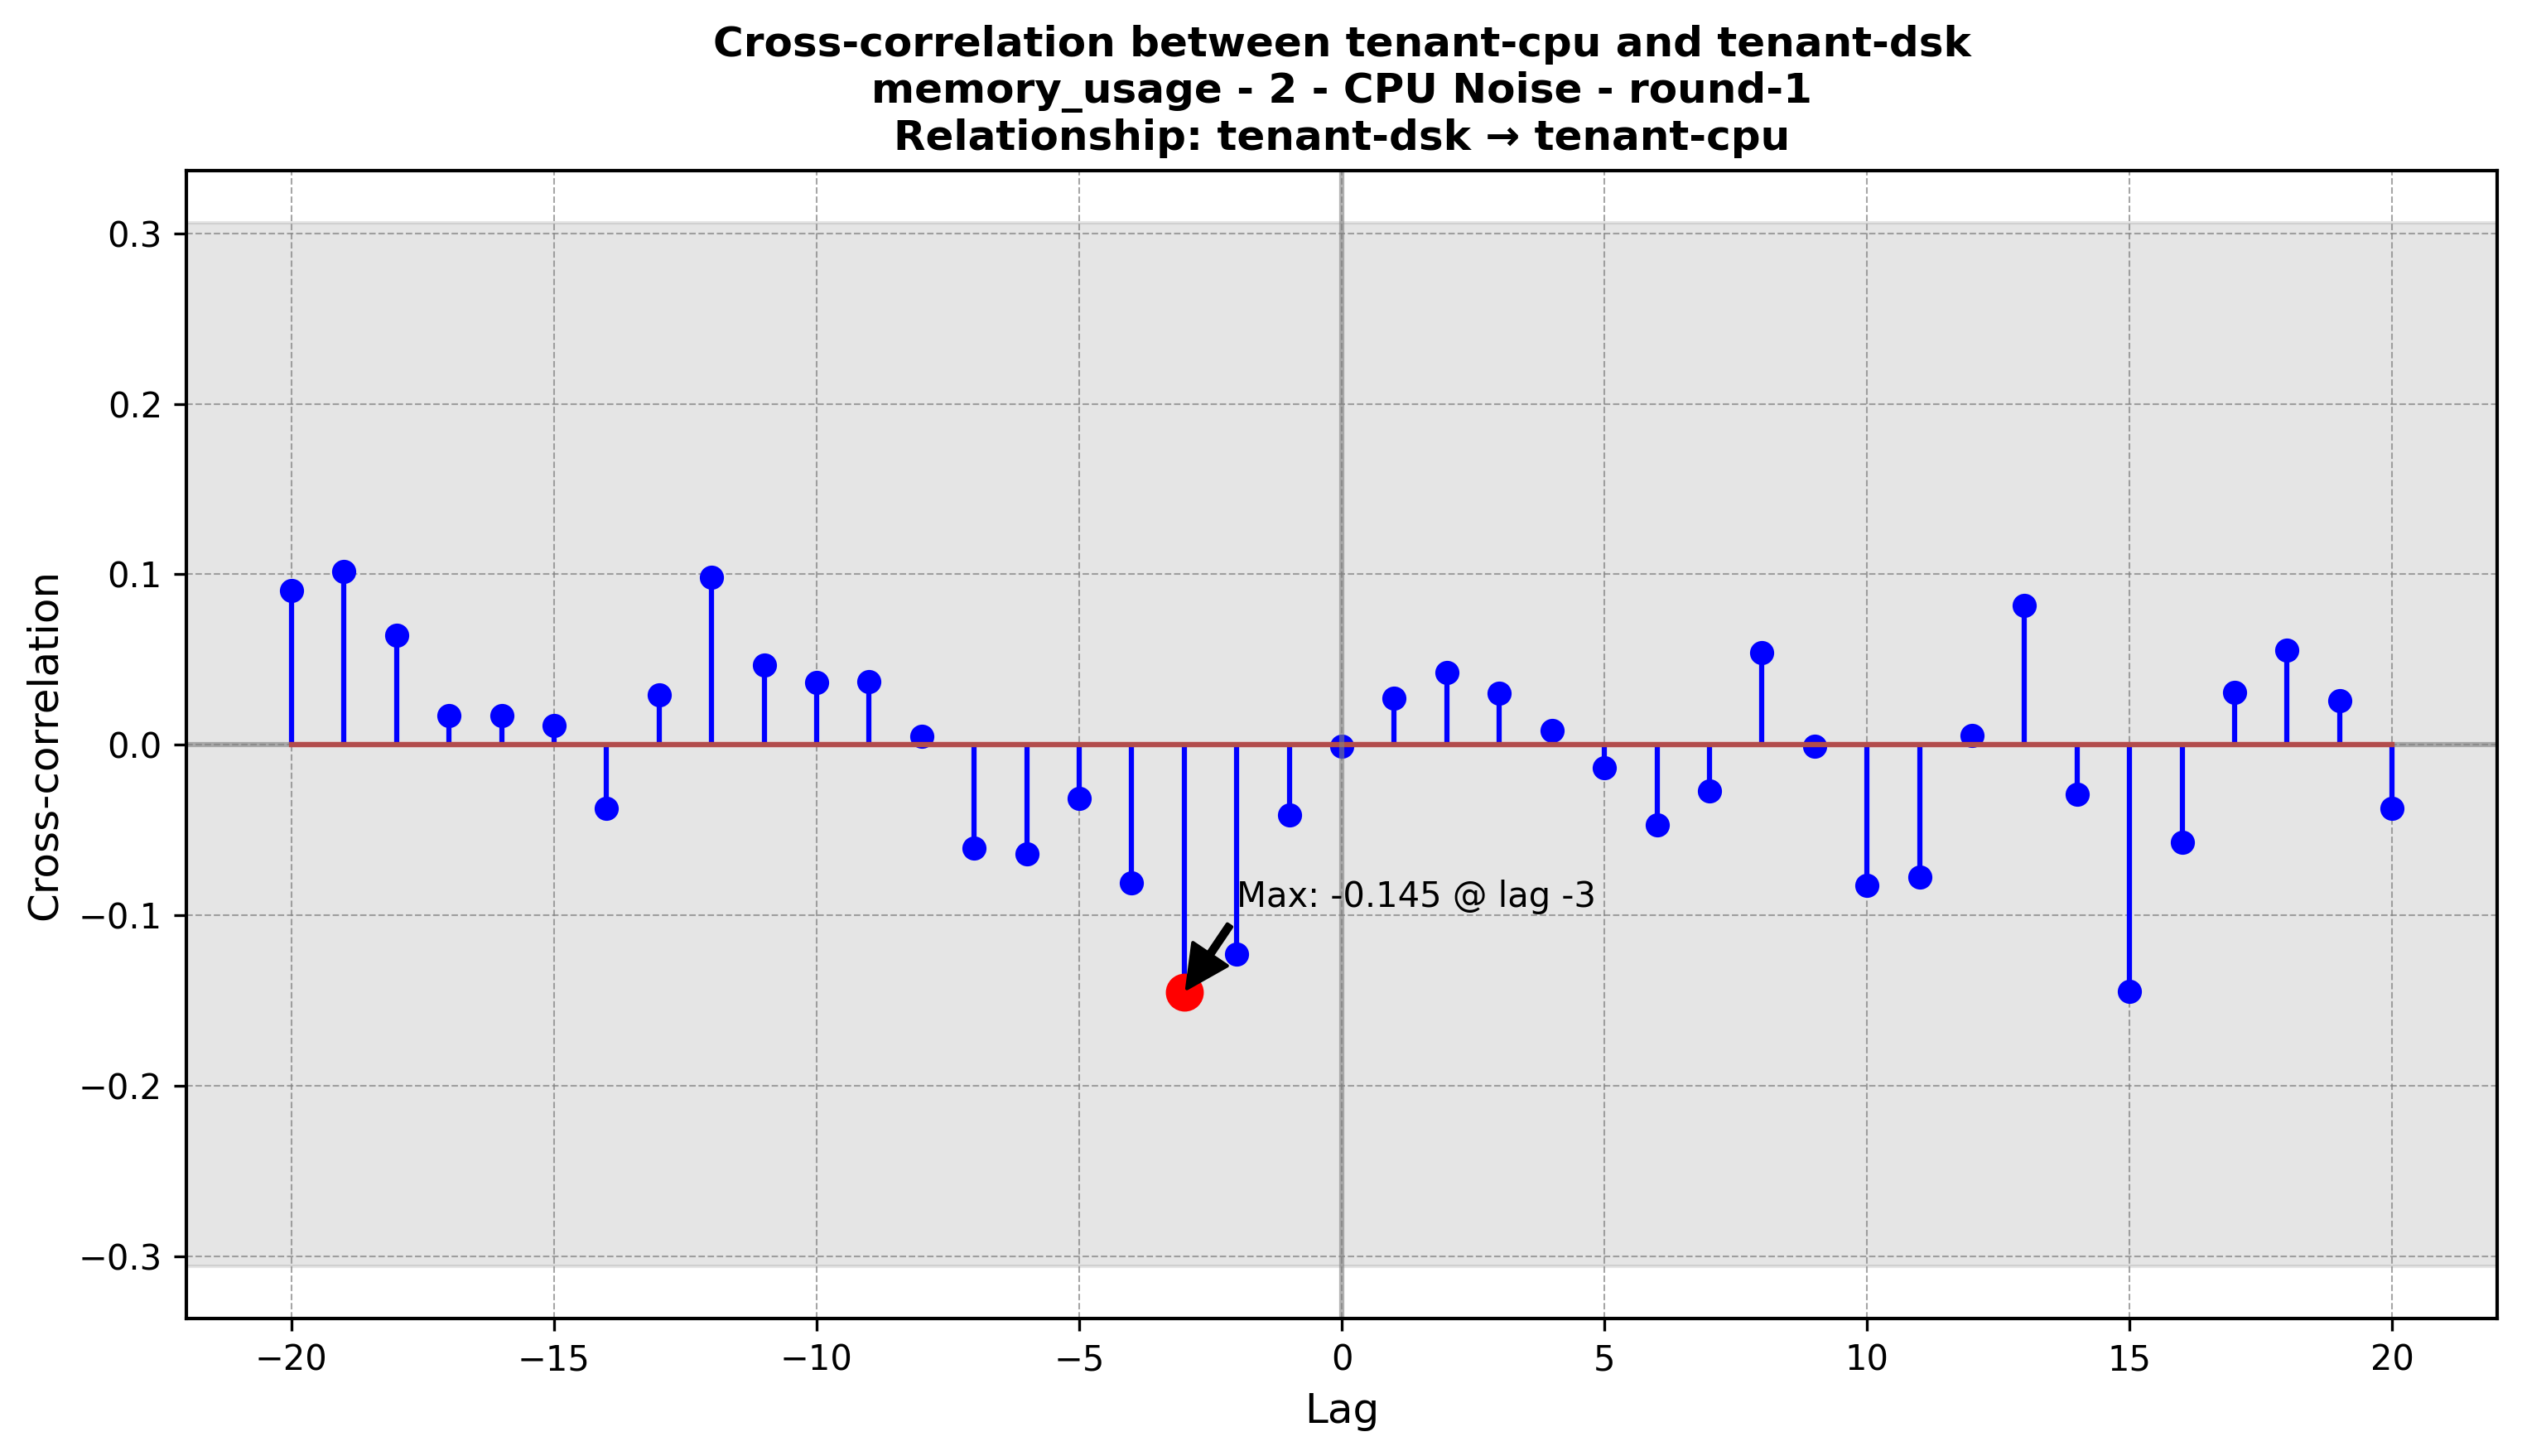 Cross-correlation between tenant-cpu and tenant-dsk
memory_usage - 2 - CPU Noise - round-1
Relationship: tenant-dsk → tenant-cpu
Cross-correlation
0.3
0.2
0.1
0.0
−0.1
−0.2
−0.3
Max: -0.145 @ lag -3
−20
−15
−10
−5
0
5
10
15
20
Lag